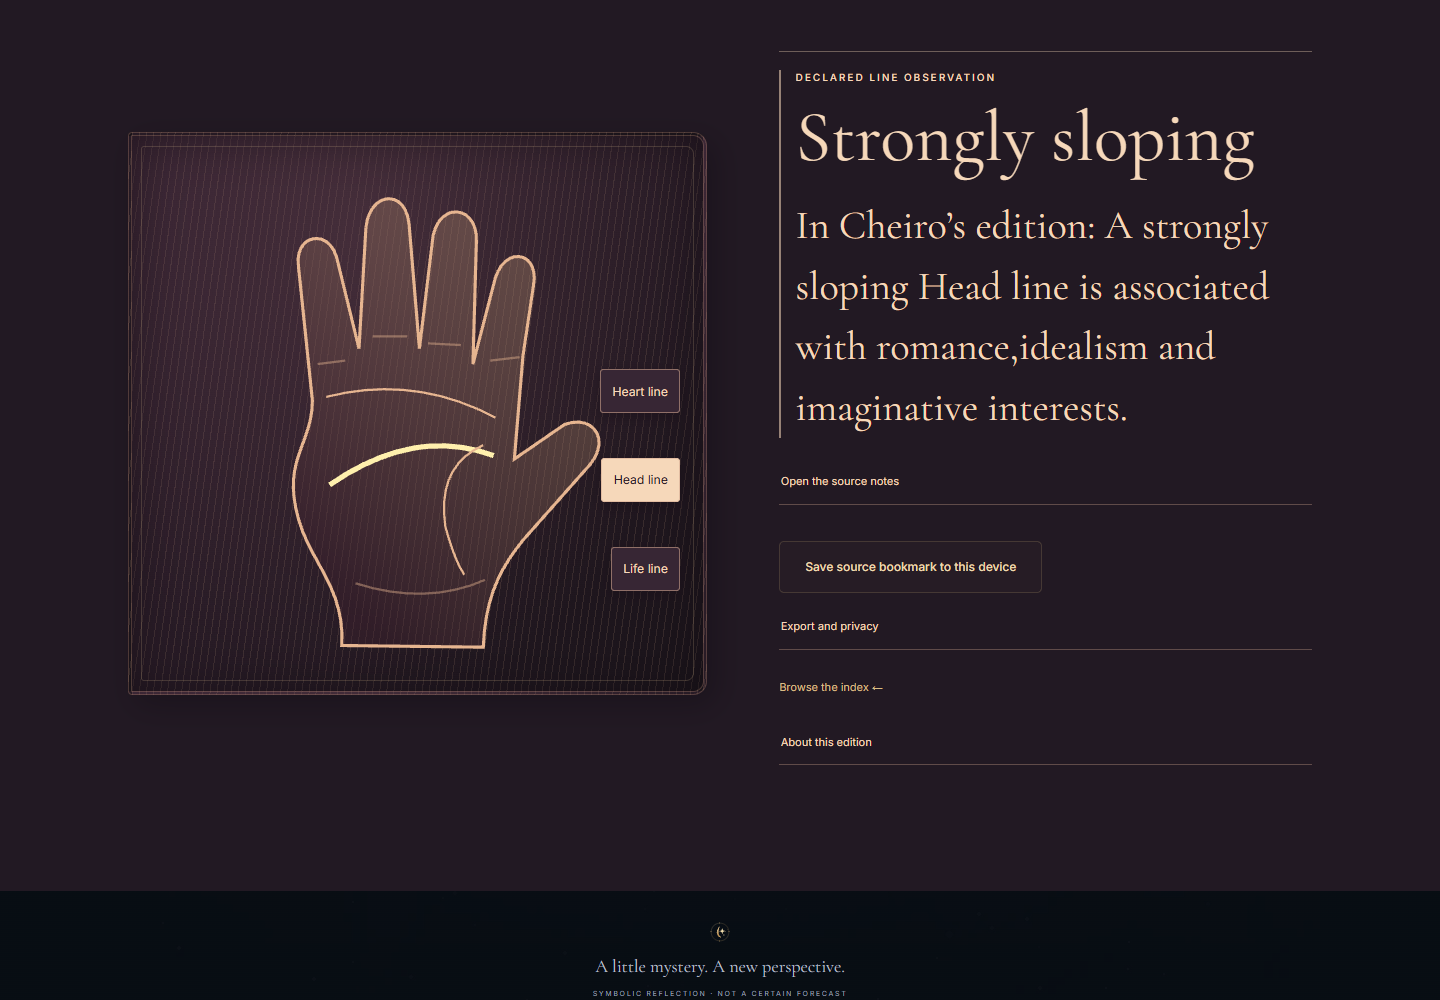 Heart line
Head line
Life line
DECLARED LINE OBSERVATION
Strongly sloping
In Cheiro’s edition: A strongly
sloping Head line is associated
with romance,idealism and
imaginative interests.
Open the source notes
Save source bookmark to this device
Export and privacy
Browse the index ←
About this edition
A little mystery. A new perspective.
SYMBOLIC REFLECTION · NOT A CERTAIN FORECAST